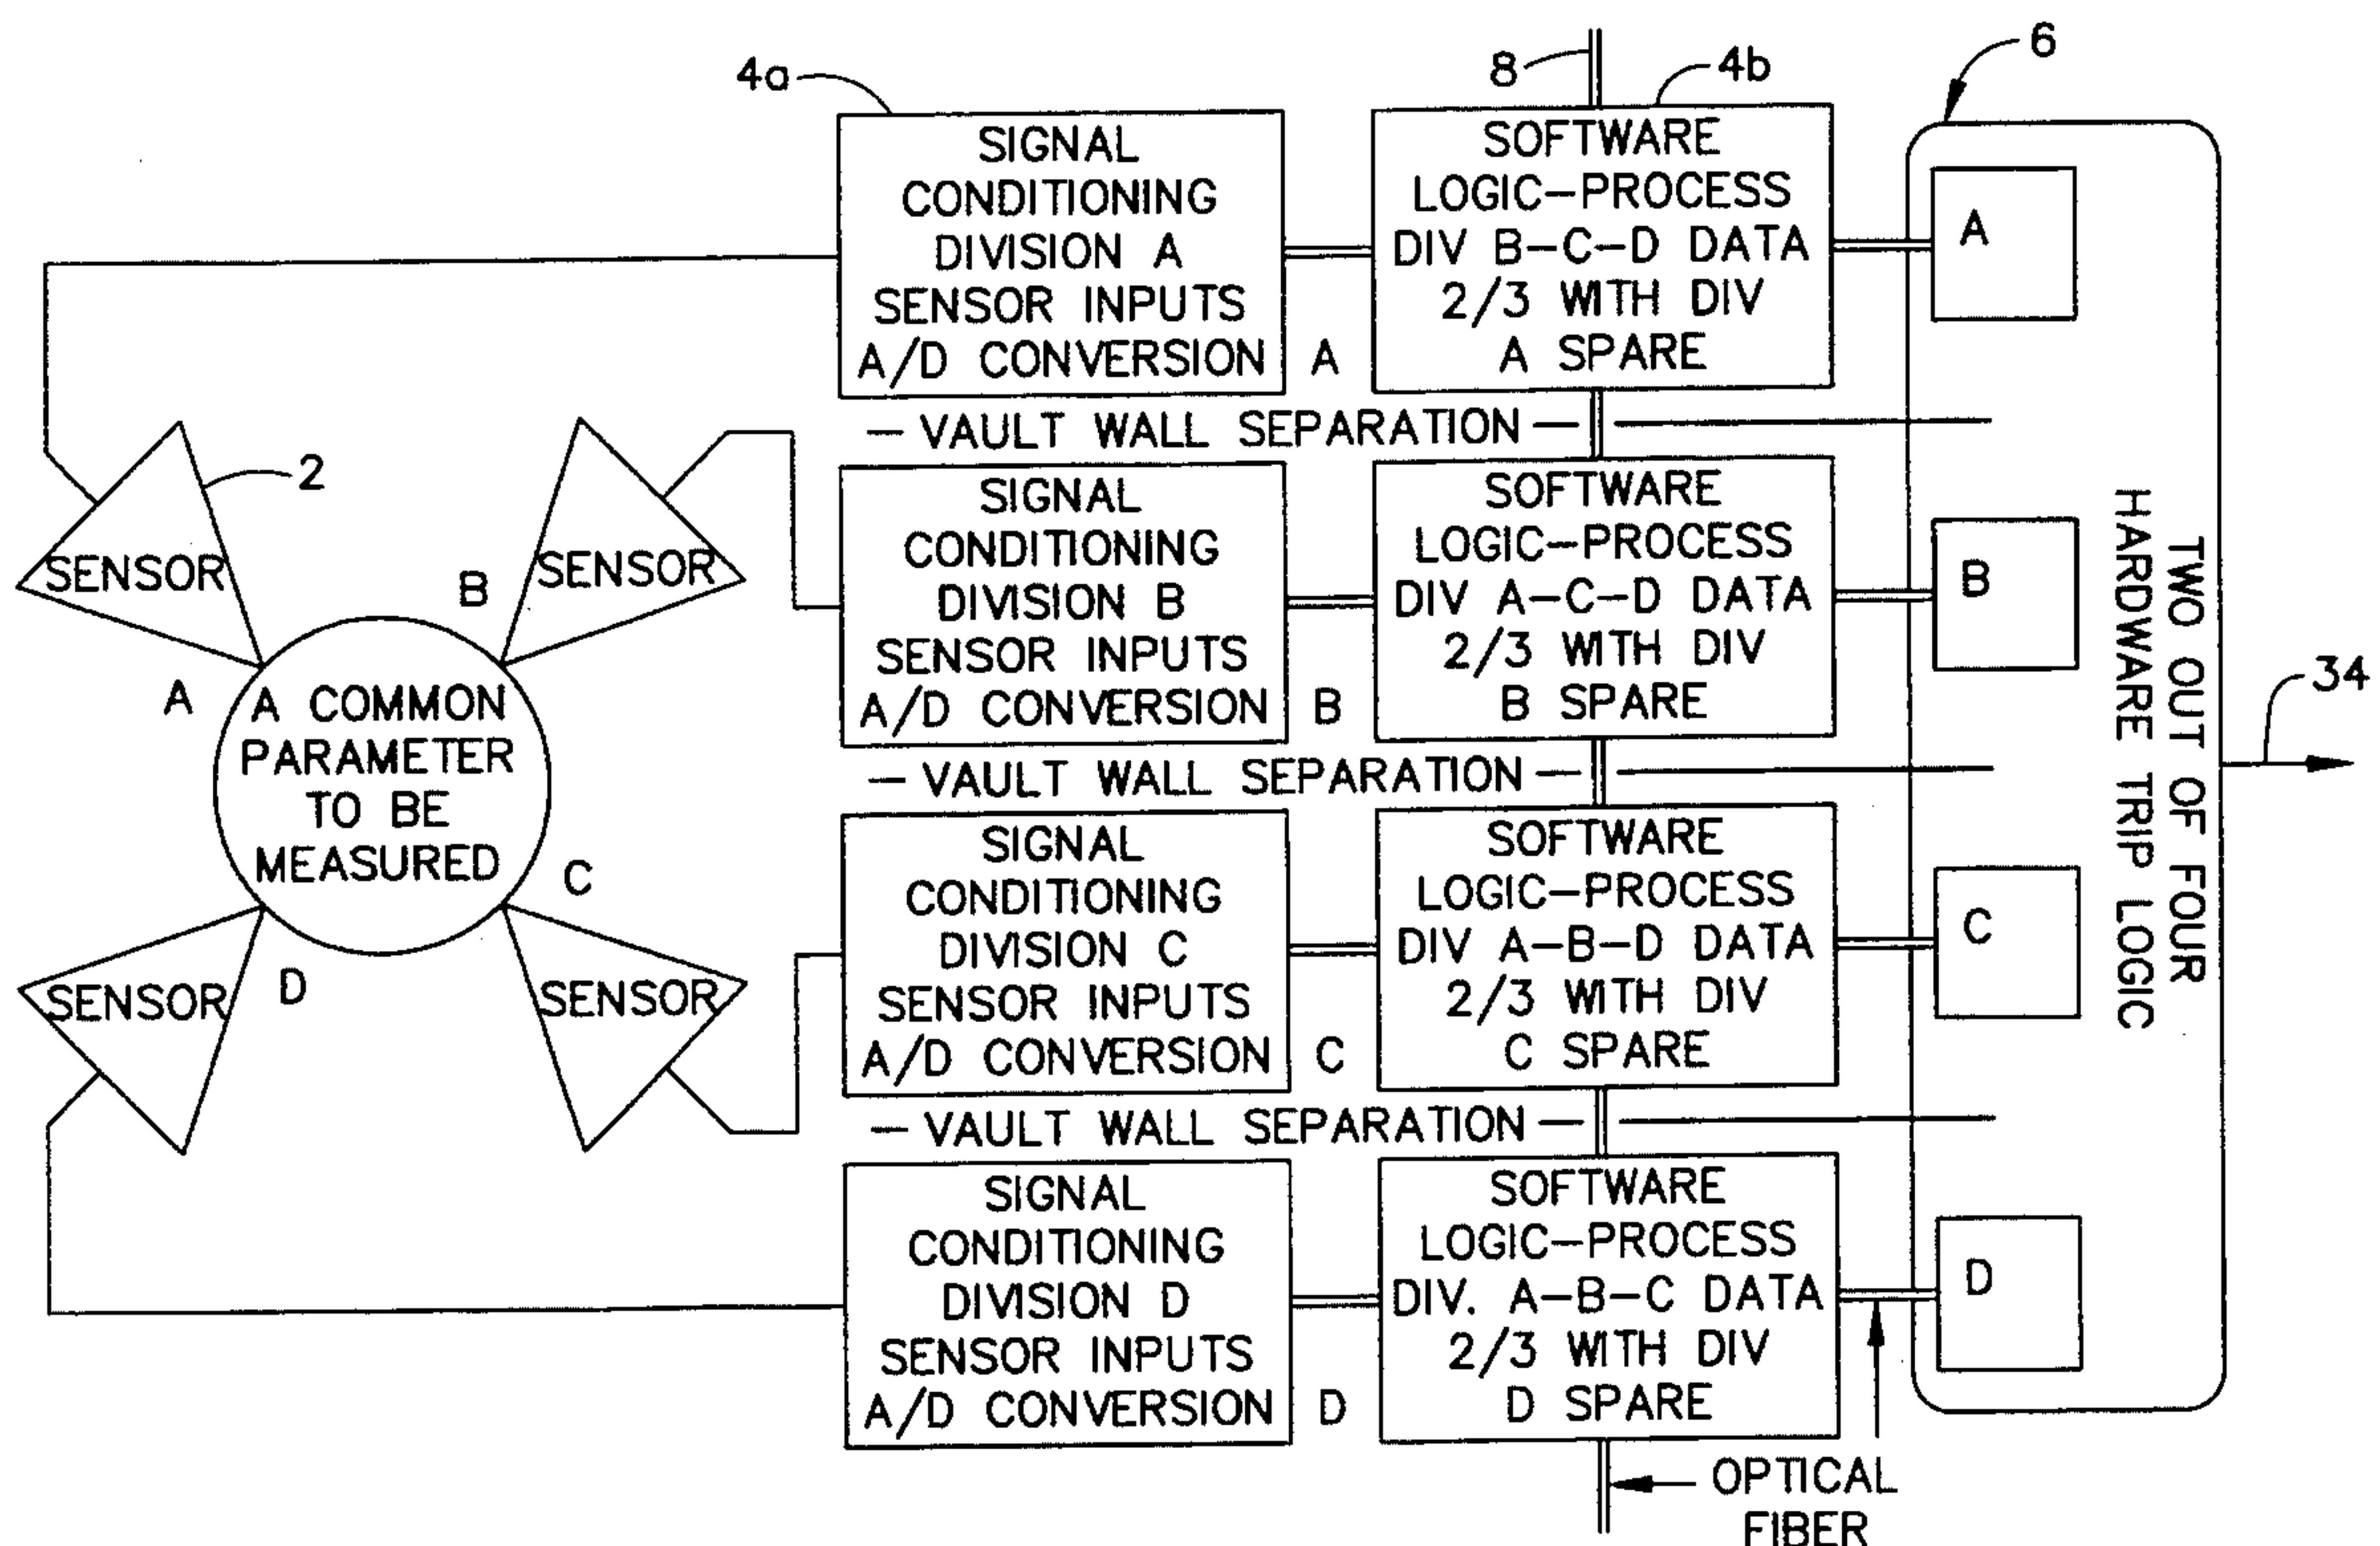 4a
8
4b
6
SIGNAL
CONDITIONING
DIVISION A
SENSOR INPUTS
A/D CONVERSION
A
SOFTWARE
LOGIC-PROCESS
DIV B-C-D DATA
2/3 WITH DIV
A SPARE
A
- VAULT WALL SEPARATION -
2
SENSOR
A
B
SENSOR
SIGNAL
CONDITIONING
DIVISION B
SENSOR INPUTS
A/D CONVERSION
B
SOFTWARE
LOGIC-PROCESS
DIV A-C-D DATA
2/3 WITH DIV
B SPARE
B
TWO OUT OF FOUR
HARDWARE TRIP LOGIC
34
A COMMON
PARAMETER
TO BE
MEASURED
- VAULT WALL SEPARATION -
C
SENSOR
D
SENSOR
SIGNAL
CONDITIONING
DIVISION C
SENSOR INPUTS
A/D CONVERSION
C
SOFTWARE
LOGIC-PROCESS
DIV A-B-D DATA
2/3 WITH DIV
C SPARE
C
- VAULT WALL SEPARATION -
SIGNAL
CONDITIONING
DIVISION D
SENSOR INPUTS
A/D CONVERSION
D
SOFTWARE
LOGIC-PROCESS
DIV. A-B-C DATA
2/3 WITH DIV
D SPARE
D
OPTICAL
FIBER